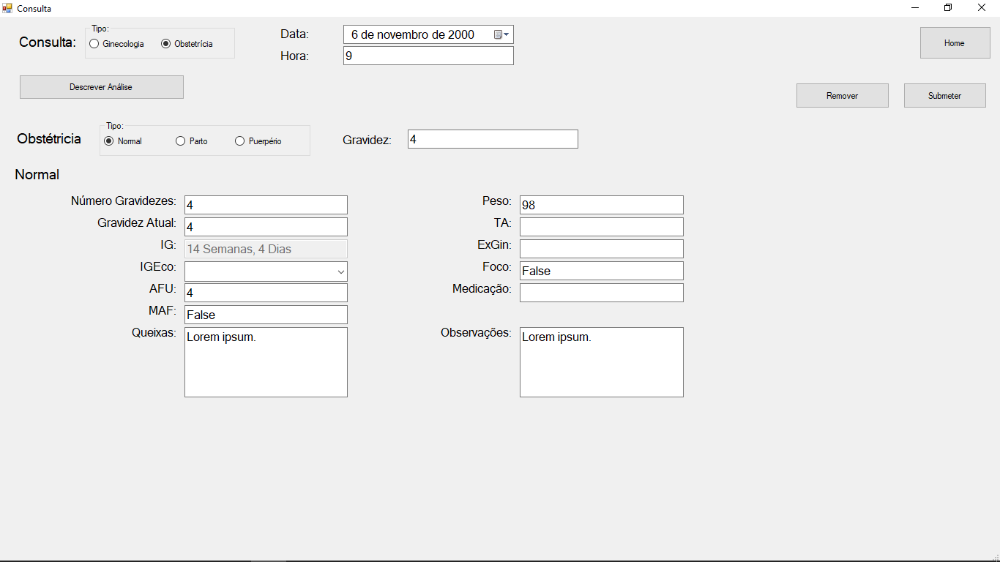 Consulta
Consulta:
Tipo:
Ginecologia
Obstetrícia
Data:
6 de novembro de 2000
Hora:
9
Home
Descrever Análise
Remover
Submeter
Obstétricia
Tipo:
Normal
Parto
Puerpério
Gravidez:
4
Normal
Número Gravidezes:
4
Gravidez Atual:
4
IG:
14 Semanas, 4 Dias
IGEco:
AFU:
4
MAF:
False
Queixas:
Lorem ipsum.
Peso:
98
TA:
ExGin:
Foco:
False
Medicação:
Observações:
Lorem ipsum.